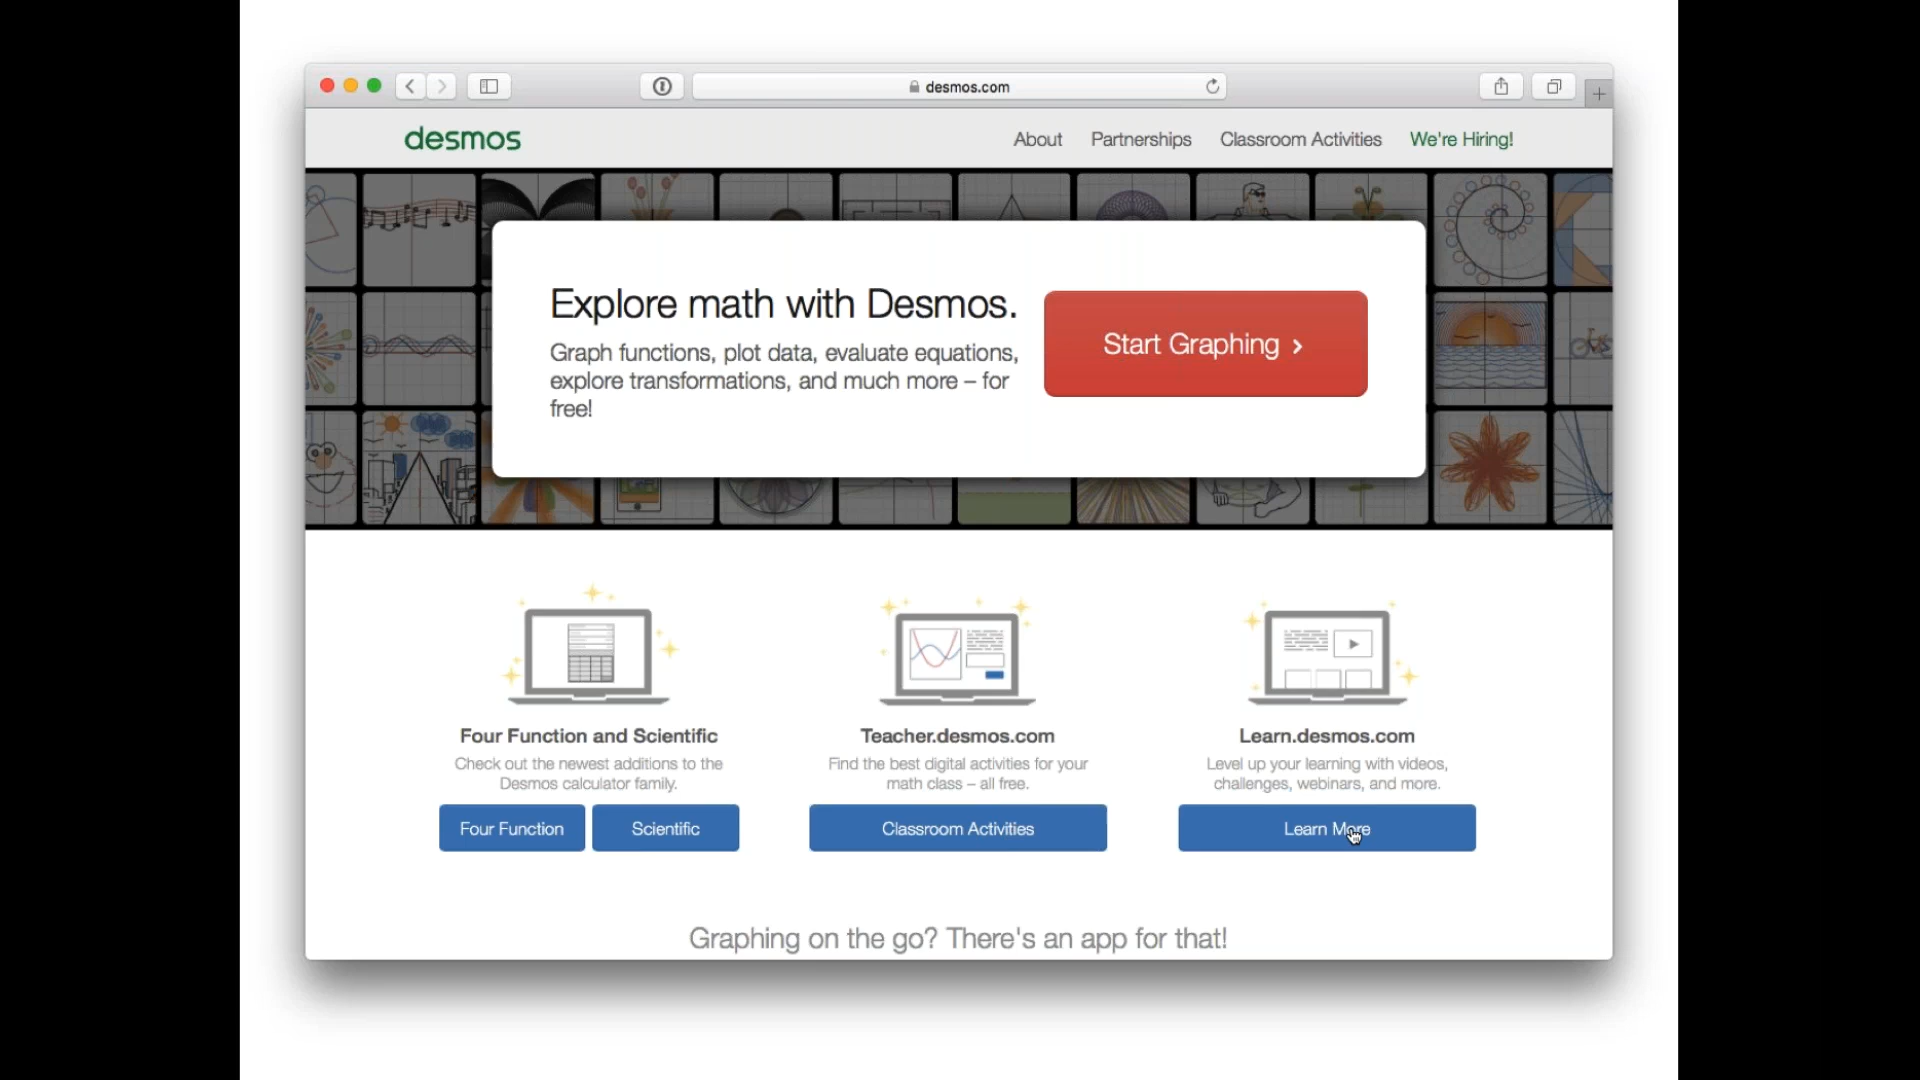 desmos.com
desmos
About Partnerships Classroom Activities We're Hiring!
Explore math with Desmos.
Graph functions, plot data, evaluate equations,
explore transformations, and much more – for
free!
Start Graphing ›
Four Function and Scientific
Check out the newest additions to the
Desmos calculator family.
Four Function Scientific
Teacher.desmos.com
Find the best digital activities for your
math class – all free.
Classroom Activities
Learn.desmos.com
Level up your learning with videos,
challenges, webinars, and more.
Learn More
Graphing on the go? There's an app for that!